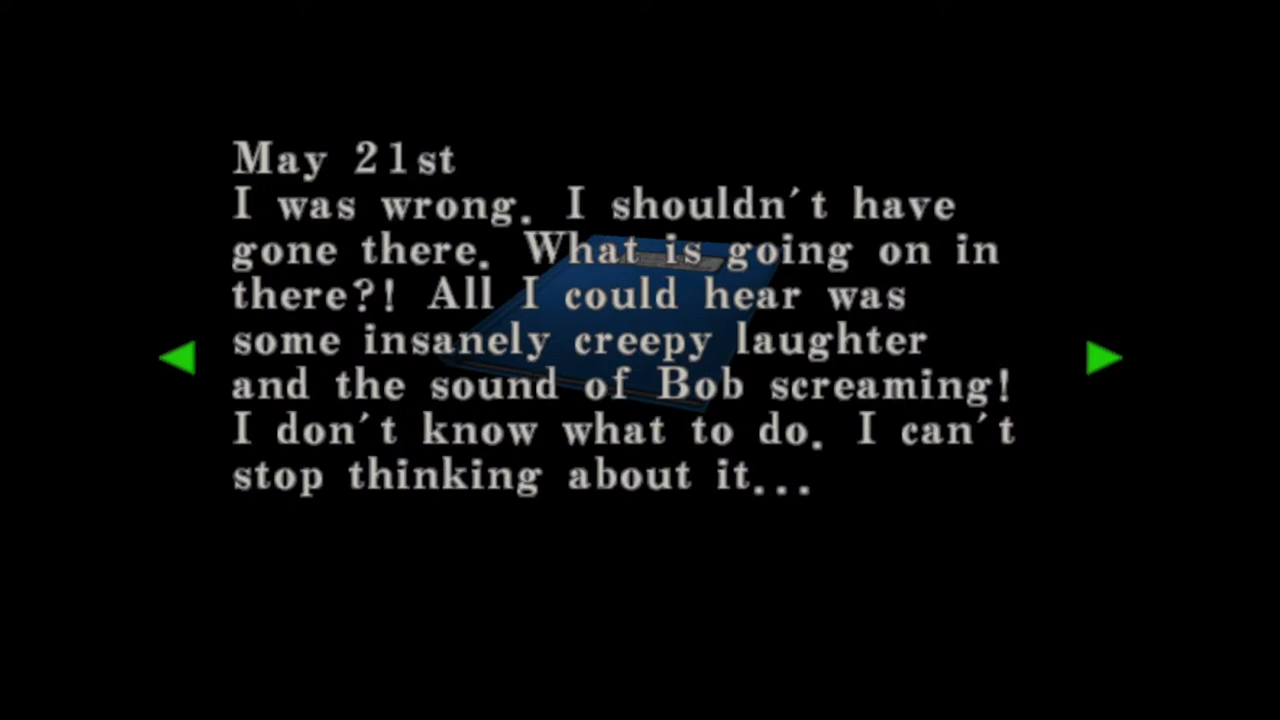 May 21st
I was wrong. I shouldn't have
gone there. What is going on in
there?! All I could hear was
some insanely creepy laughter
and the sound of Bob screaming!
I don't know what to do. I can't
stop thinking about it...